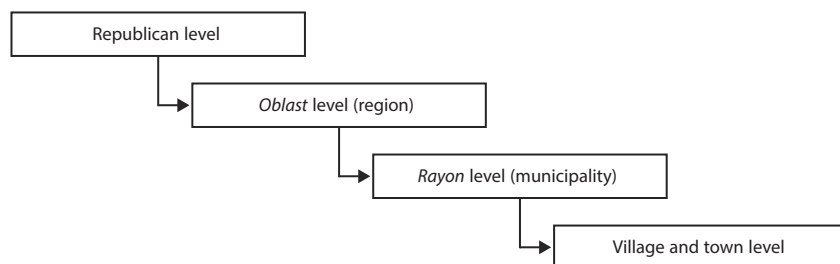 Republican level
Oblast level (region)
Rayon level (municipality)
Village and town level